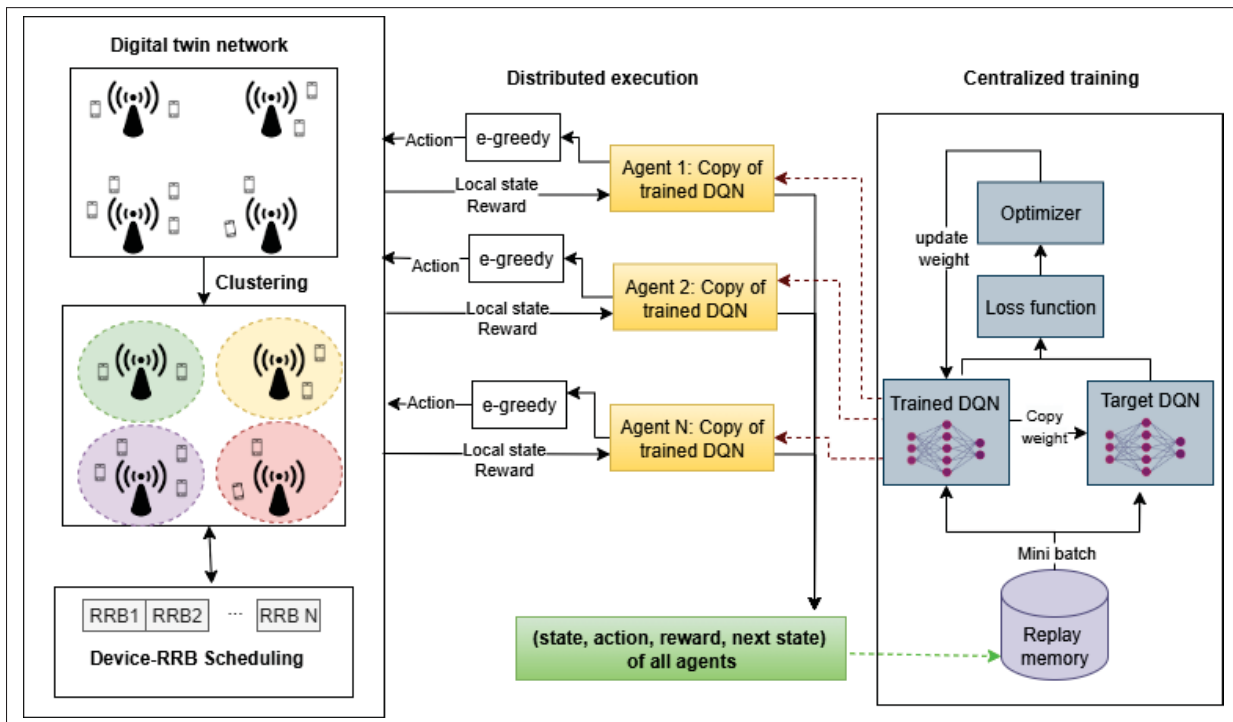 Digital twin network
Clustering
RRB1
RRB2
...
RRB N
Device-RRB Scheduling
Distributed execution
Action
e-greedy
Agent 1: Copy of
trained DQN
Local state
Reward
Action
e-greedy
Agent 2: Copy of
trained DQN
Local state
Reward
Action
e-greedy
Agent N: Copy of
trained DQN
Local state
Reward
(state, action, reward, next state)
of all agents
Centralized training
Optimizer
update
weight
Loss function
Trained DQN
Copy
weight
Target DQN
Mini batch
Replay
memory